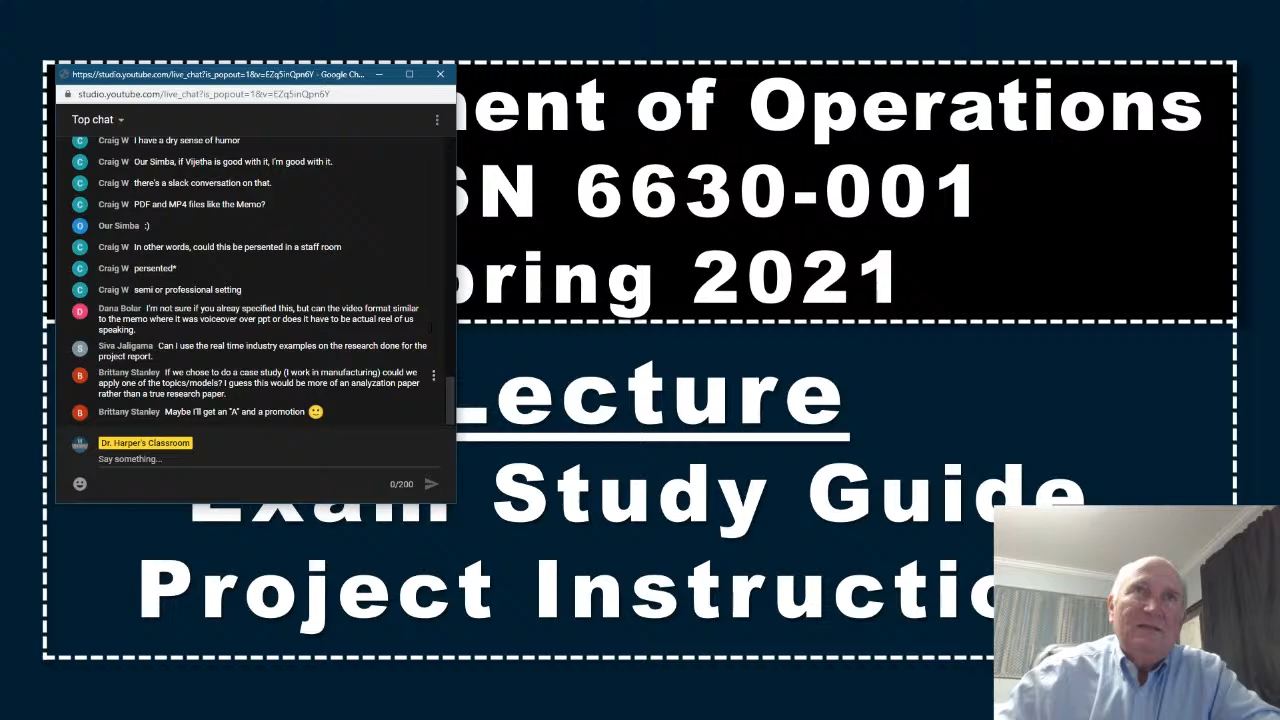 https://studio.youtube.com/live_chat?is_popout=1&v=EZq5inQpn6Y - Google Ch...
studio.youtube.com/live_chat?is_popout=1&v=EZq5inQpn6Y
Top chat
C Craig W I have a dry sense of humor
C Craig W Our Simba, if Vijetha is good with it, I'm good with it.
C Craig W there's a slack conversation on that.
C Craig W PDF and MP4 files like the Memo?
O Our Simba :)
C Craig W In other words, could this be persented in a staff room
C Craig W persented*
C Craig W semi or professional setting
D Dana Bolar I'm not sure if you alreay specified this, but can the video format similar
to the memo where it was voiceover over ppt or does it have to be actual reel of us
speaking.
S Siva Jaligama Can I use the real time industry examples on the research done for the
project report.
B Brittany Stanley If we chose to do a case study (I work in manufacturing) could we
apply one of the topics/models? I guess this would be more of an analyzation paper
rather than a true research paper.
B Brittany Stanley Maybe I'll get an "A" and a promotion 🙂
Dr. Harper's Classroom
Say something...
0/200
ment of Operations
SN 6630-001
pring 2021
Lecture
Exam Study Guide
Project Instructio